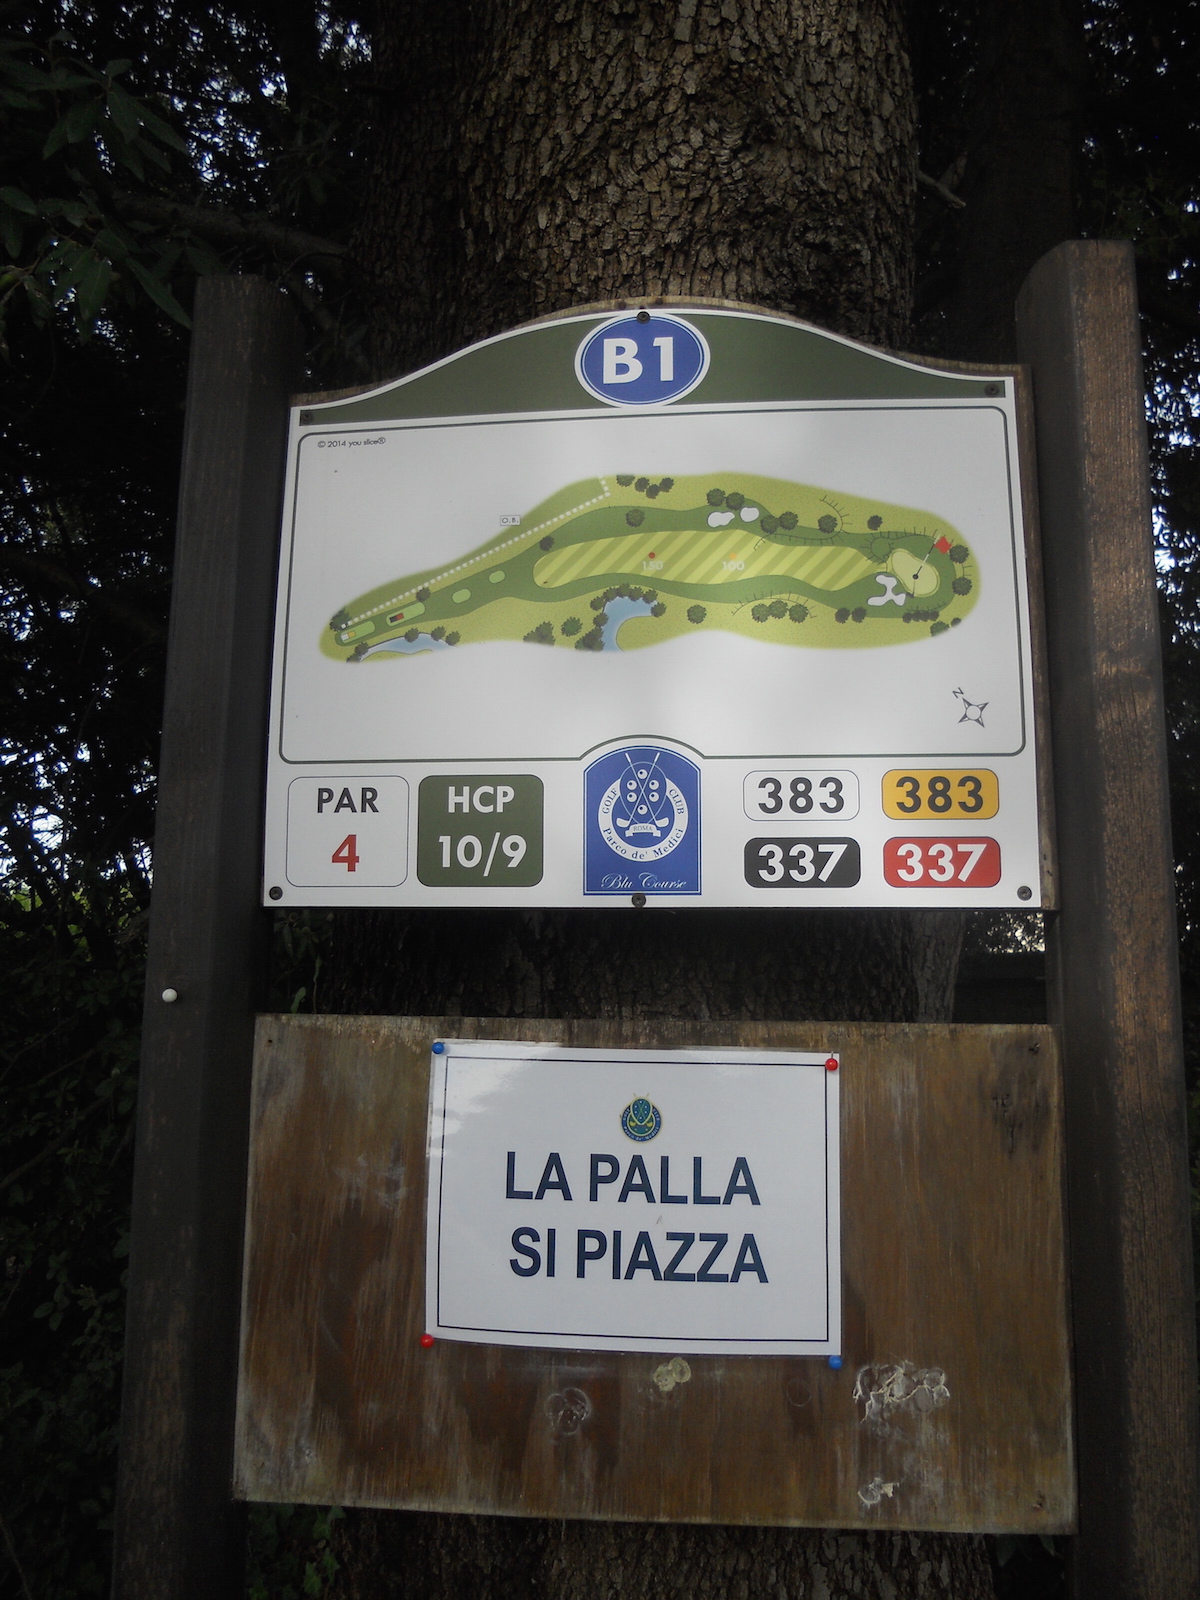 B1
© 2014 you slice®
O.B.
150
100
N
PAR
4
HCP
10/9
GOLF CLUB
ROMA
Parco de' Medici
Blu Course
383
383
337
337
LA PALLA
SI PIAZZA